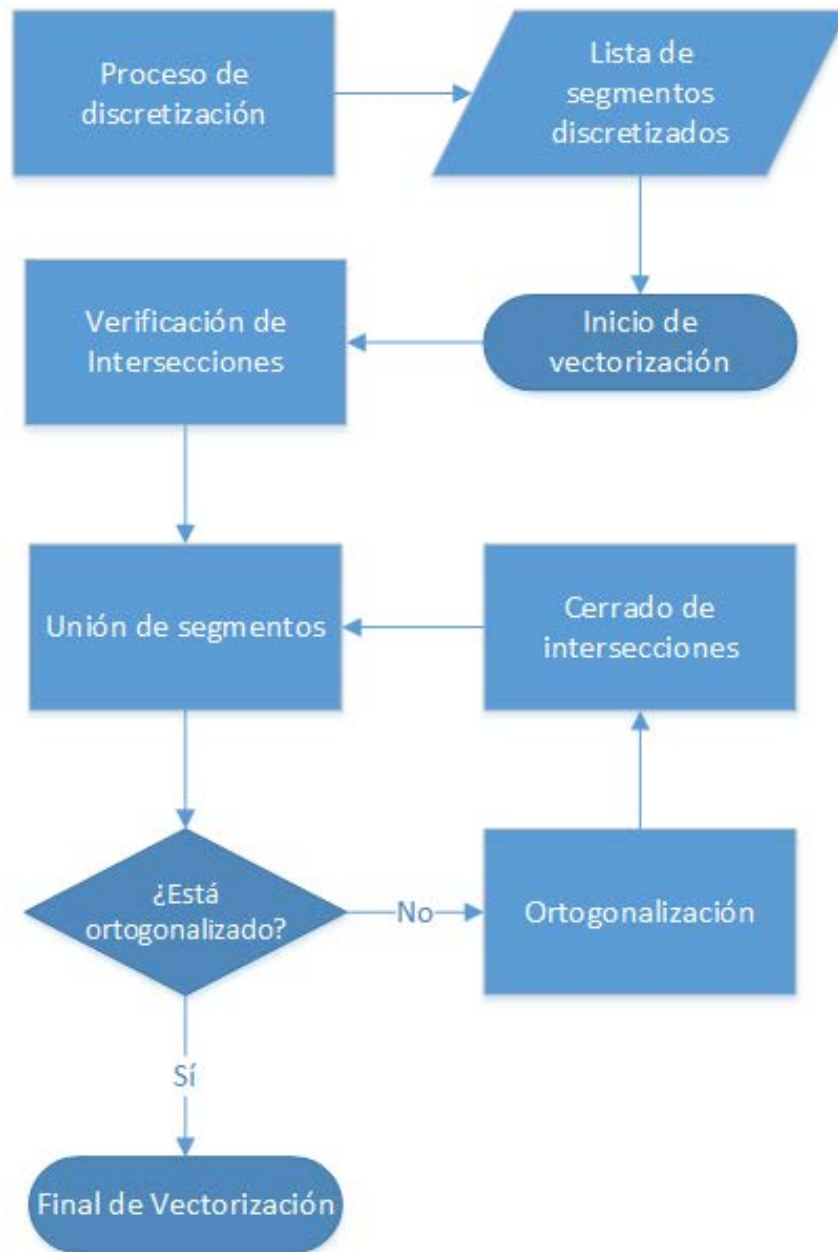 Proceso de
discretización
Lista de
segmentos
discretizados
Inicio de
vectorización
Verificación de
Intersecciones
Unión de segmentos
Cerrado de
intersecciones
¿Está
ortogonalizado?
No
Ortogonalización
Sí
Final de Vectorización